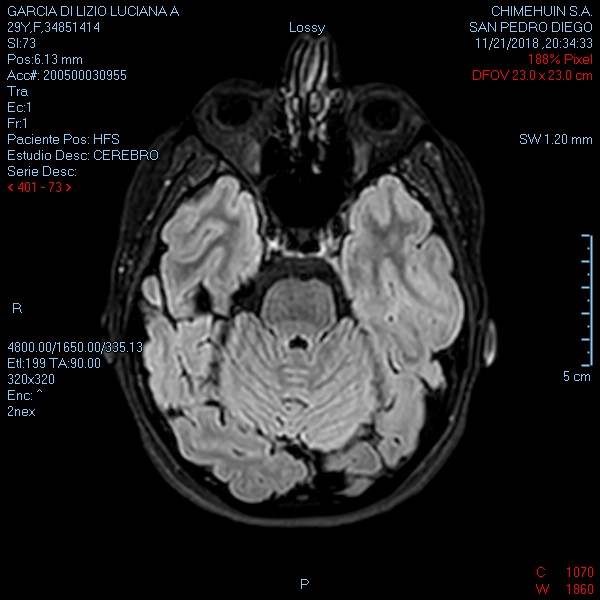 GARCIA DI LIZIO LUCIANA A
29Y,F,34851414
Sl:73
Pos:6.13 mm
Acc#: 200500030955
Tra
Ec:1
Fr:1
Paciente Pos: HFS
Estudio Desc: CEREBRO
Serie Desc:
< 401 - 73 >
Lossy
CHIMEHUIN S.A.
SAN PEDRO DIEGO
11/21/2018 ,20:34:33
188% Pixel
DFOV 23.0 x 23.0 cm
SW 1.20 mm
R
4800.00/1650.00/335.13
Etl:199 TA:90.00
320x320
Enc: ^
2nex
5 cm
P
C 1070
W 1860